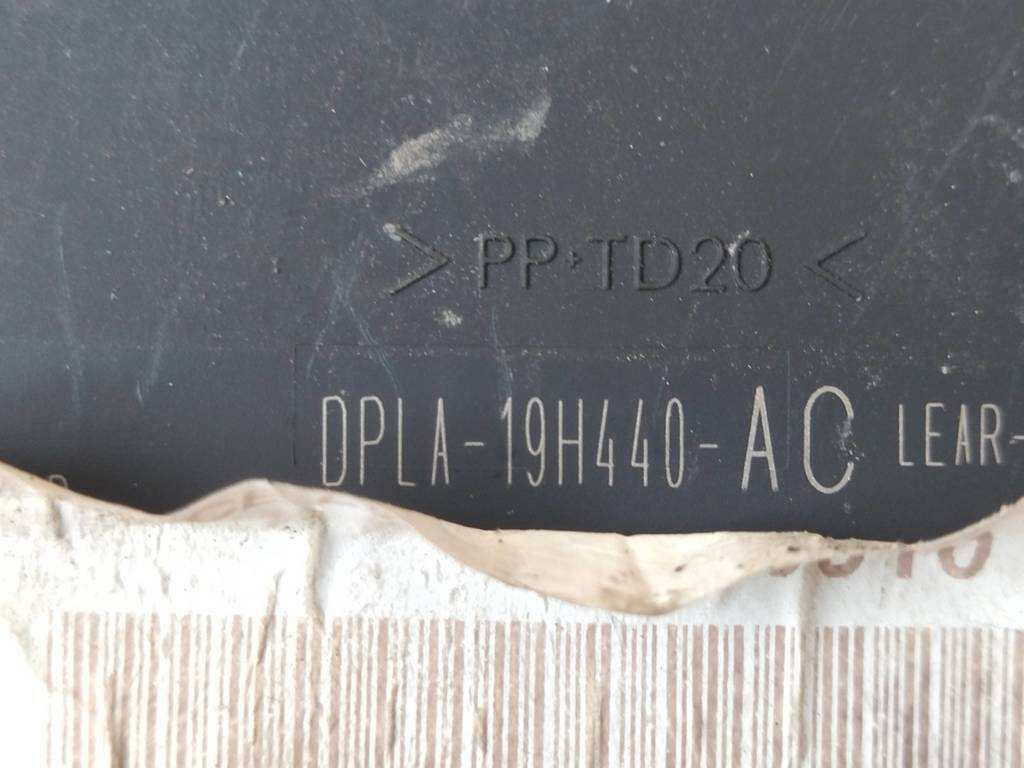 > PP+TD20 <
DPLA-19H440-AC LEAR-